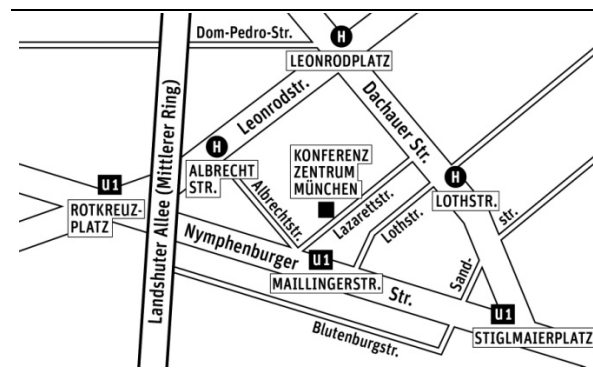 Dom-Pedro-Str.
H
LEONRODPLATZ
Leonrodstr.
Dachauer Str.
Landshuter Allee (Mittlerer Ring)
H
ALBRECHT
STR.
KONFERENZ
ZENTRUM
MÜNCHEN
H
LOTHSTR.
U1
ROTKREUZ-
PLATZ
Albrechtstr.
Lazarettstr.
Lothstr.
Nymphenburger
Str.
U1
MAILLINGERSTR.
Sand-
str.
U1
STIGLMAIERPLATZ
Blutenburgstr.